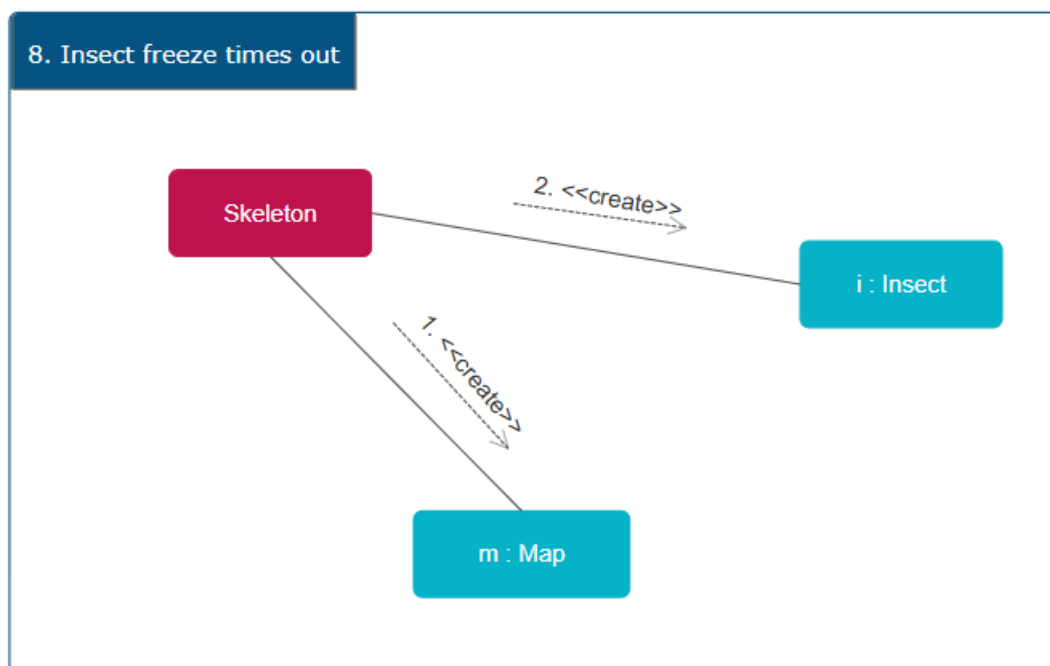 8. Insect freeze times out
Skeleton
2. <<create>>
i : Insect
1. <<create>>
m : Map